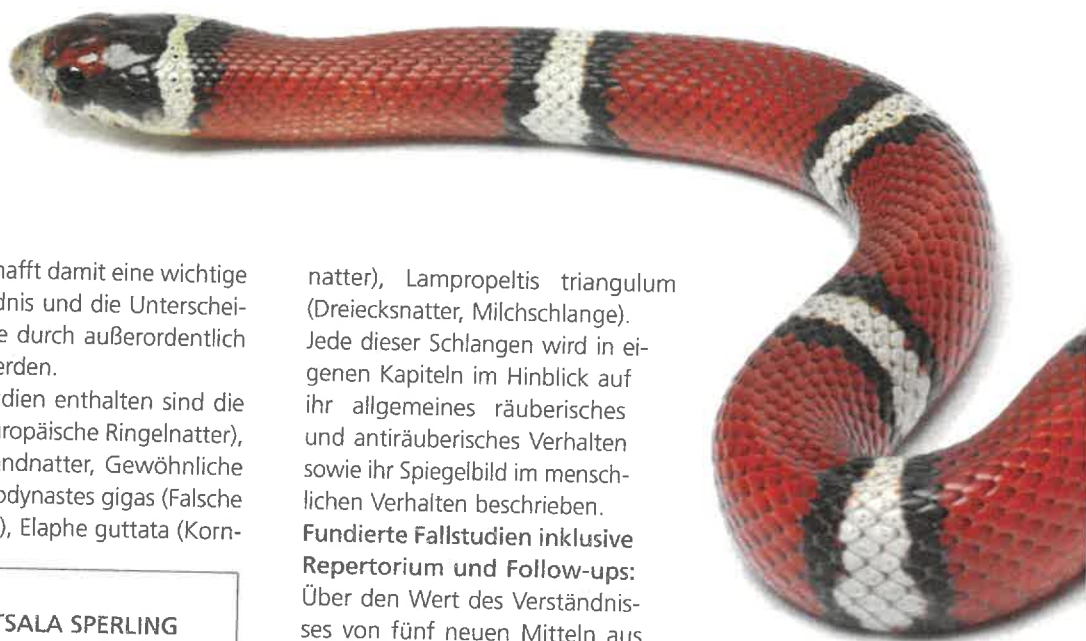 hafft damit eine wichtige
dnis und die Unterschei-
e durch außerordentlich
erden.
dien enthalten sind die
ropäische Ringelnatter),
ndnatter, Gewöhnliche
odynastes gigas (Falsche
), Elaphe guttata (Korn-
TSALA SPERLING
natter), Lampropeltis triangulum
(Dreiecksnatter, Milchschlange).
Jede dieser Schlangen wird in ei-
genen Kapiteln im Hinblick auf
ihr allgemeines räuberisches
und antiräuberisches Verhalten
sowie ihr Spiegelbild im mensch-
lichen Verhalten beschrieben.
Fundierte Fallstudien inklusive
Repertorium und Follow-ups:
Über den Wert des Verständnis-
ses von fünf neuen Mitteln aus